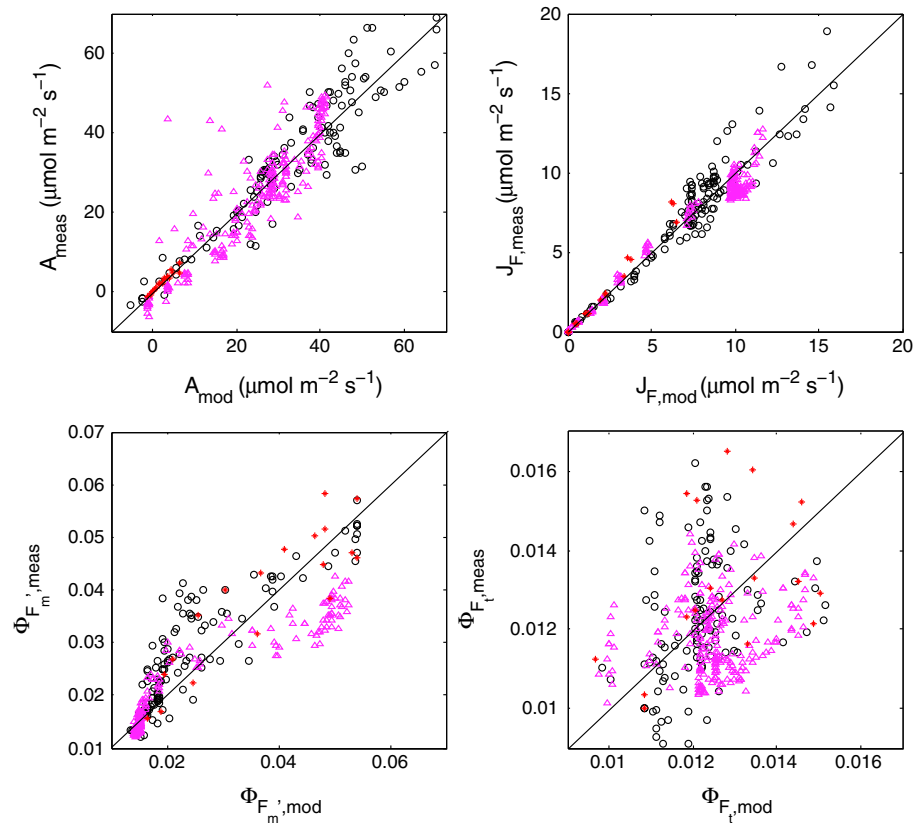 60
40
20
0
0 20 40 60
A_meas (μmol m⁻² s⁻¹)
A_mod (μmol m⁻² s⁻¹)
20
15
10
5
0
0 5 10 15 20
J_F,meas (μmol m⁻² s⁻¹)
J_F,mod (μmol m⁻² s⁻¹)
0.07
0.06
0.05
0.04
0.03
0.02
0.01
0.02 0.04 0.06
Φ_Fm',meas
Φ_Fm',mod
0.016
0.014
0.012
0.01
0.01 0.012 0.014 0.016
Φ_Ft,meas
Φ_Ft,mod